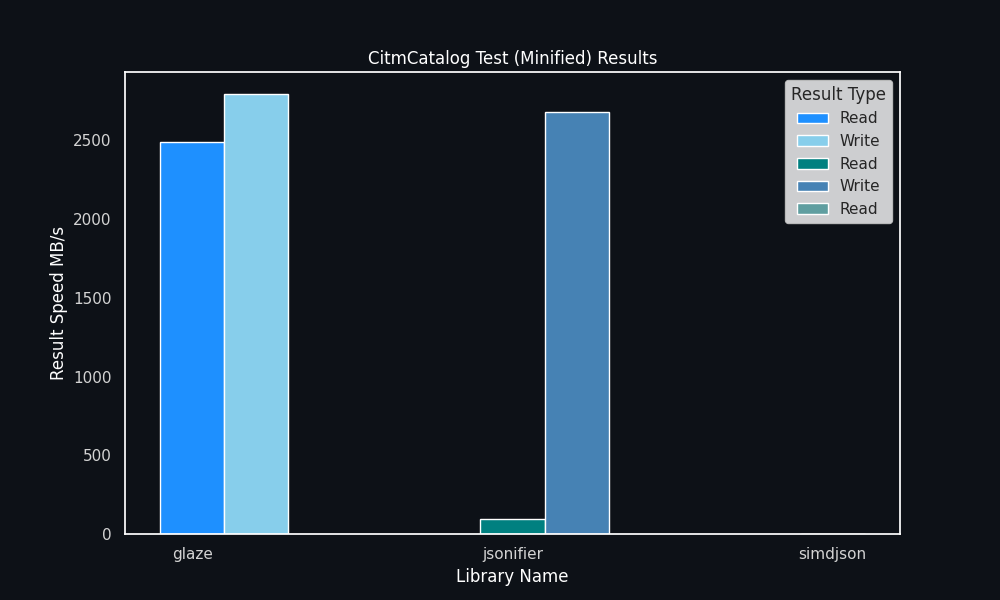 CitmCatalog Test (Minified) Results
Result Type
Read
Write
Read
Write
Read
Result Speed MB/s
2500
2000
1500
1000
500
0
glaze
jsonifier
simdjson
Library Name